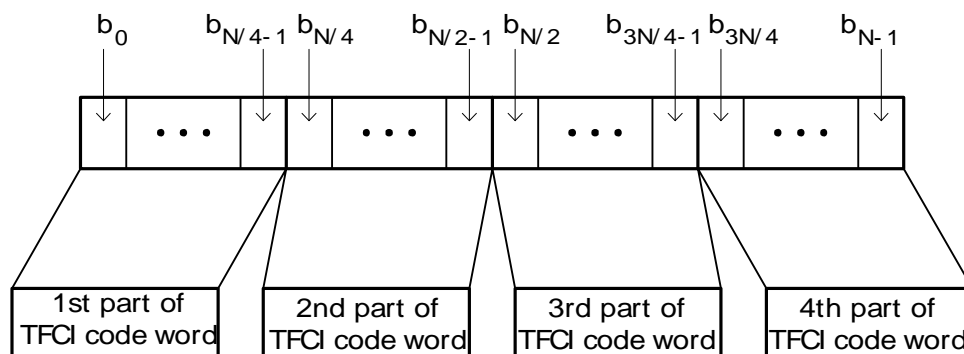 b0 bN/4-1 bN/4 bN/2-1 bN/2 b3N/4-1 b3N/4 bN-1
1st part of
TFCI code word
2nd part of
TFCI code word
3rd part of
TFCI code word
4th part of
TFCI code word